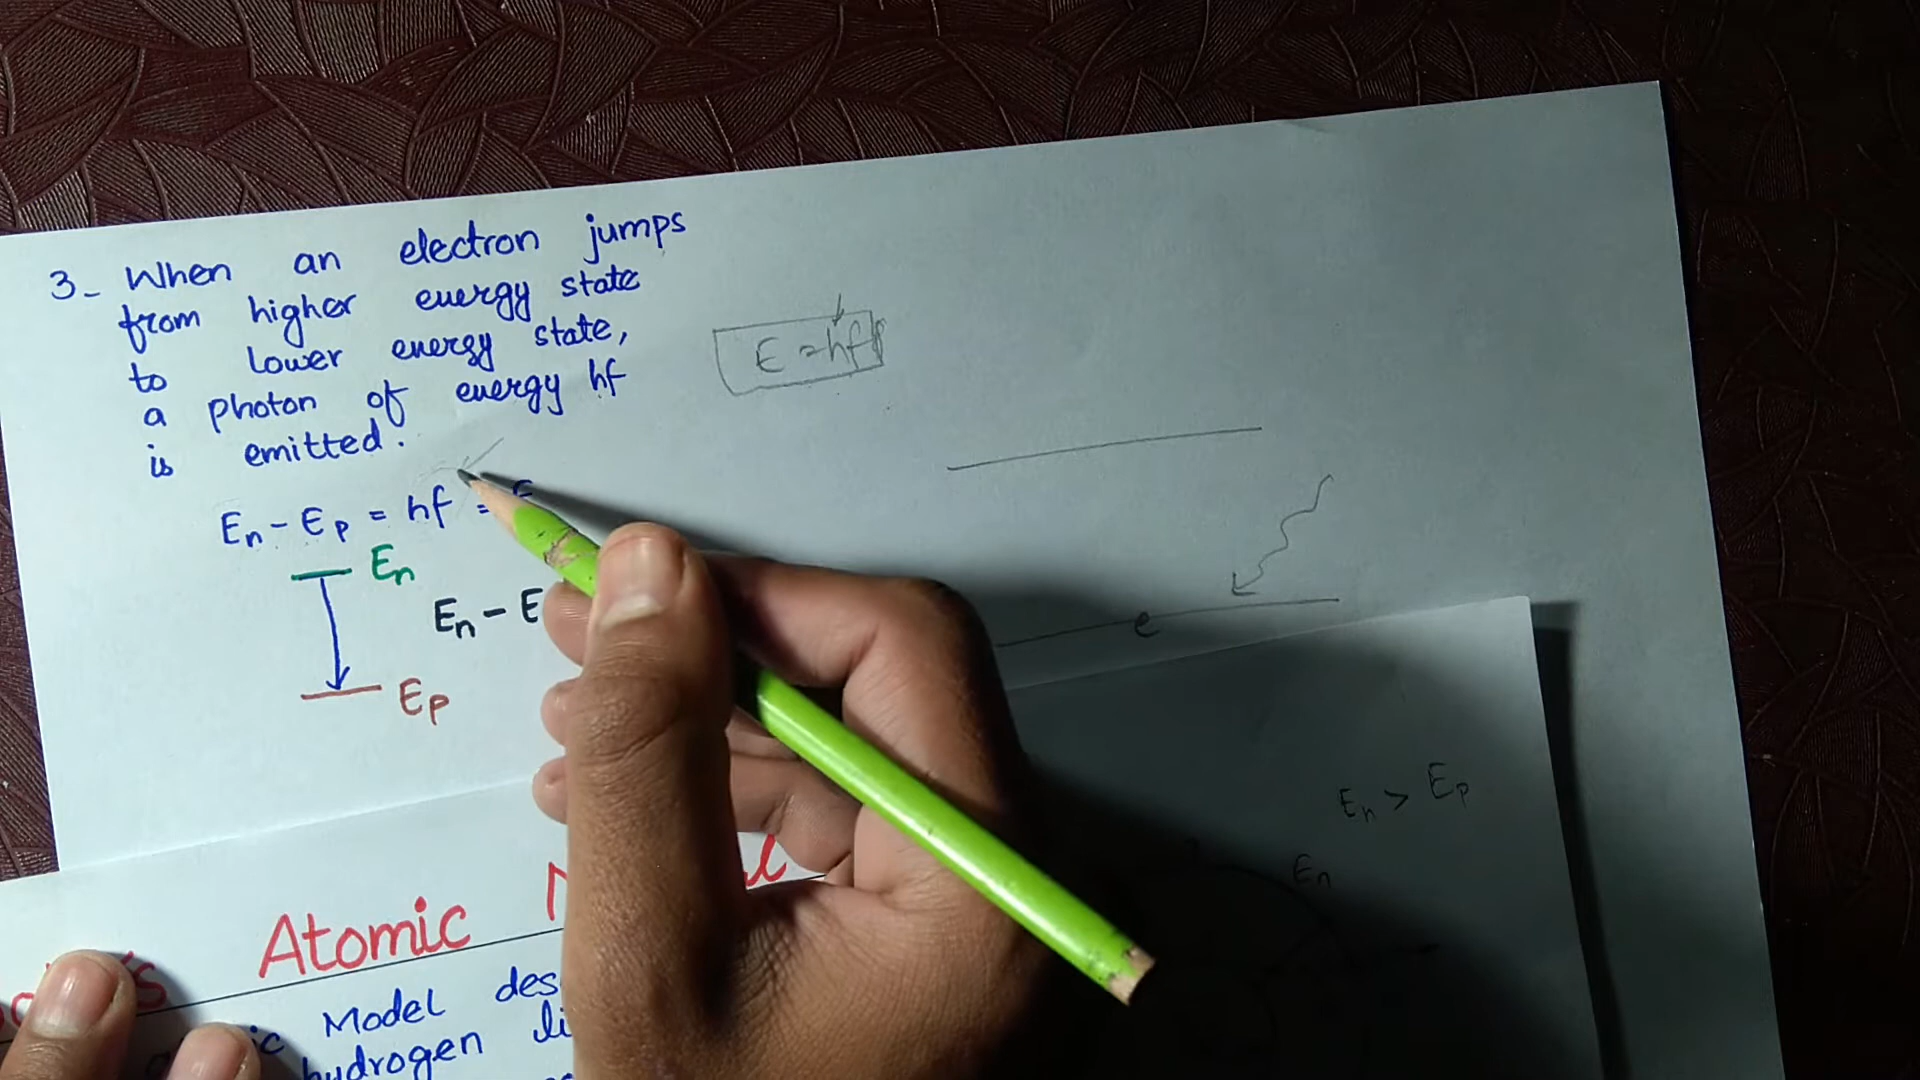 3- When an electron jumps
from higher energy state
to lower energy state,
a photon of energy hf
is emitted.
E = hf
En - Ep = hf =
En
En - E
Ep
e
En > Ep
En
Atomic
Model des
hydrogen li